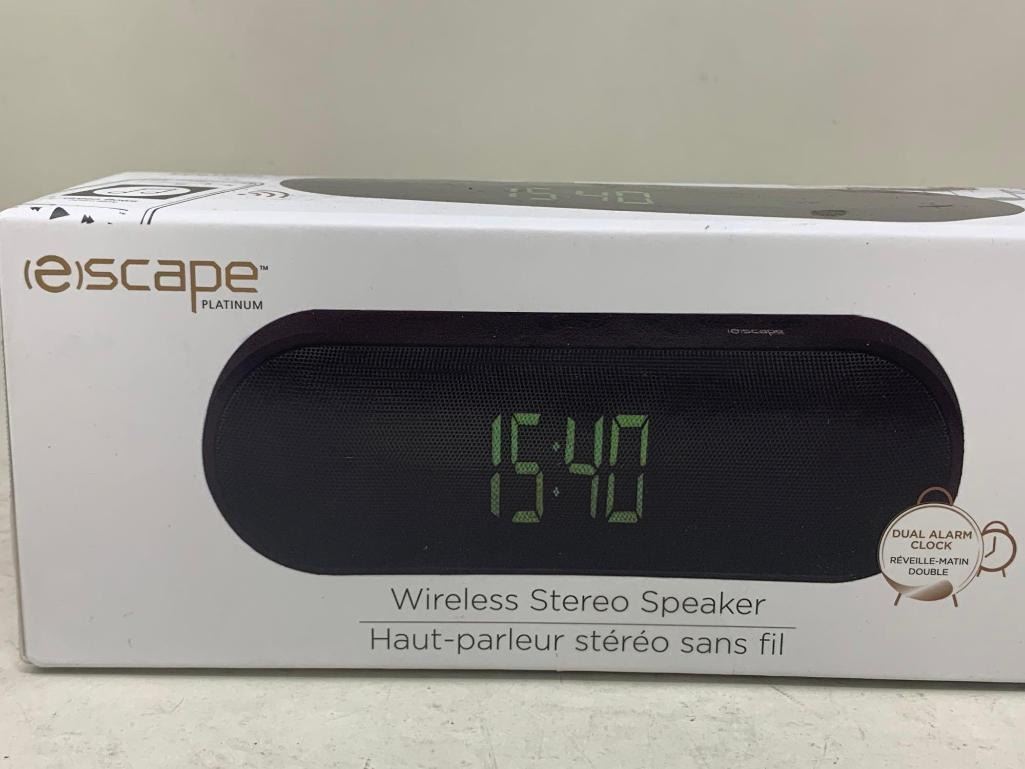 15:40
(e)scape™
PLATINUM
(e)scape
15:40
DUAL ALARM
CLOCK
RÉVEILLE-MATIN
DOUBLE
Wireless Stereo Speaker
Haut-parleur stéréo sans fil